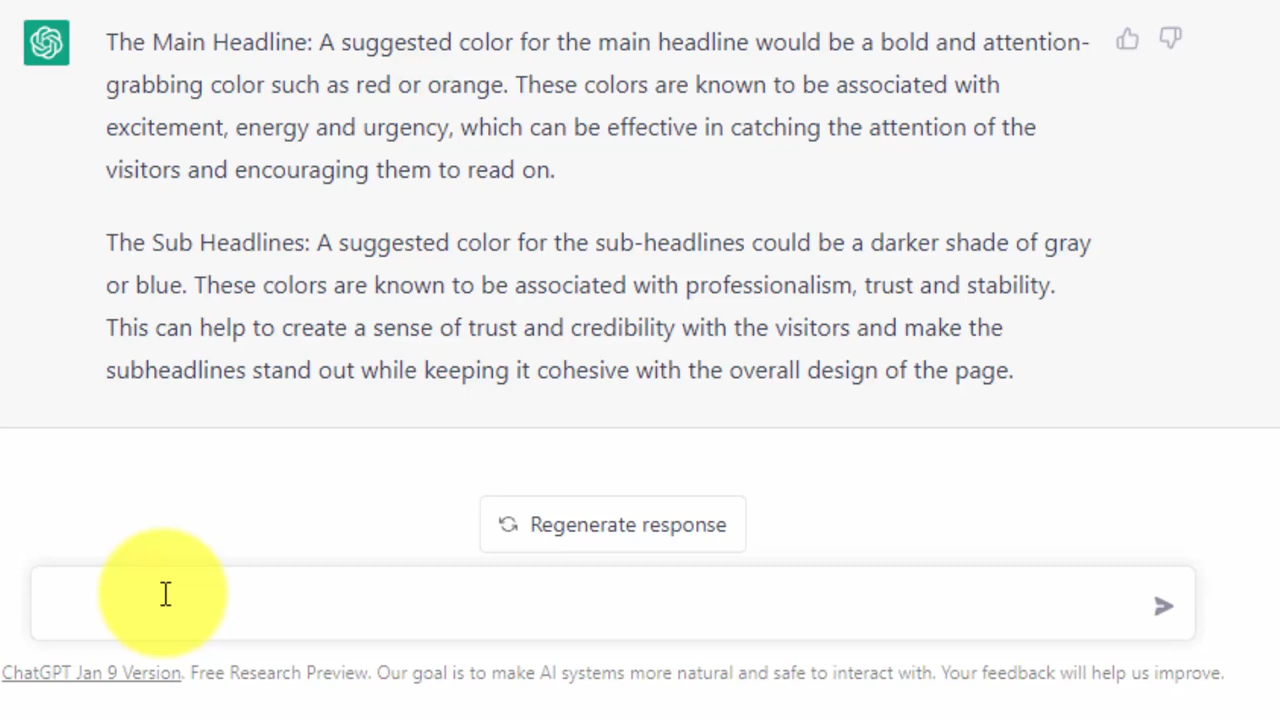 The Main Headline: A suggested color for the main headline would be a bold and attention-
grabbing color such as red or orange. These colors are known to be associated with
excitement, energy and urgency, which can be effective in catching the attention of the
visitors and encouraging them to read on.
The Sub Headlines: A suggested color for the sub-headlines could be a darker shade of gray
or blue. These colors are known to be associated with professionalism, trust and stability.
This can help to create a sense of trust and credibility with the visitors and make the
subheadlines stand out while keeping it cohesive with the overall design of the page.
Regenerate response
ChatGPT Jan 9 Version. Free Research Preview. Our goal is to make AI systems more natural and safe to interact with. Your feedback will help us improve.